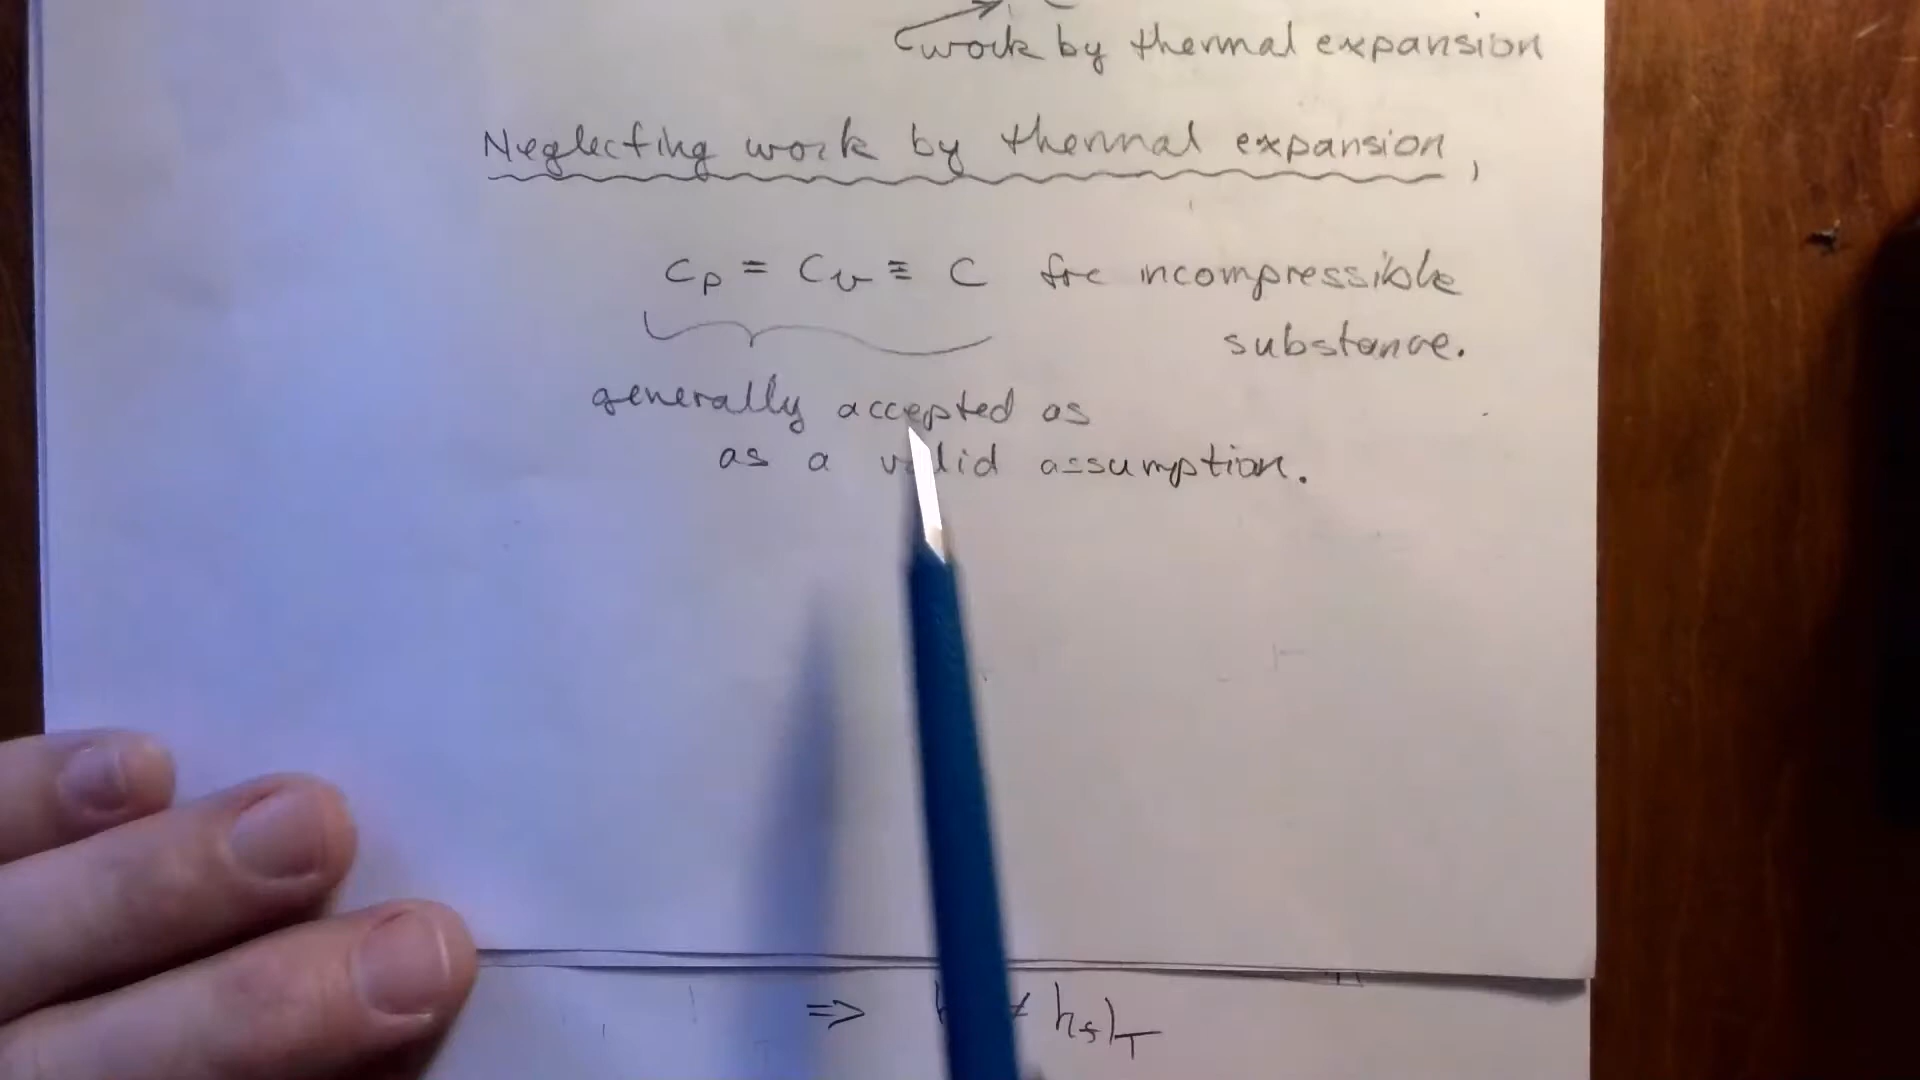 work by thermal expansion
Neglecting work by thermal expansion,
Cp = Cv ≡ C for incompressible
substance.
generally accepted as
as a valid assumption.
⇒ h ≠ hf|T